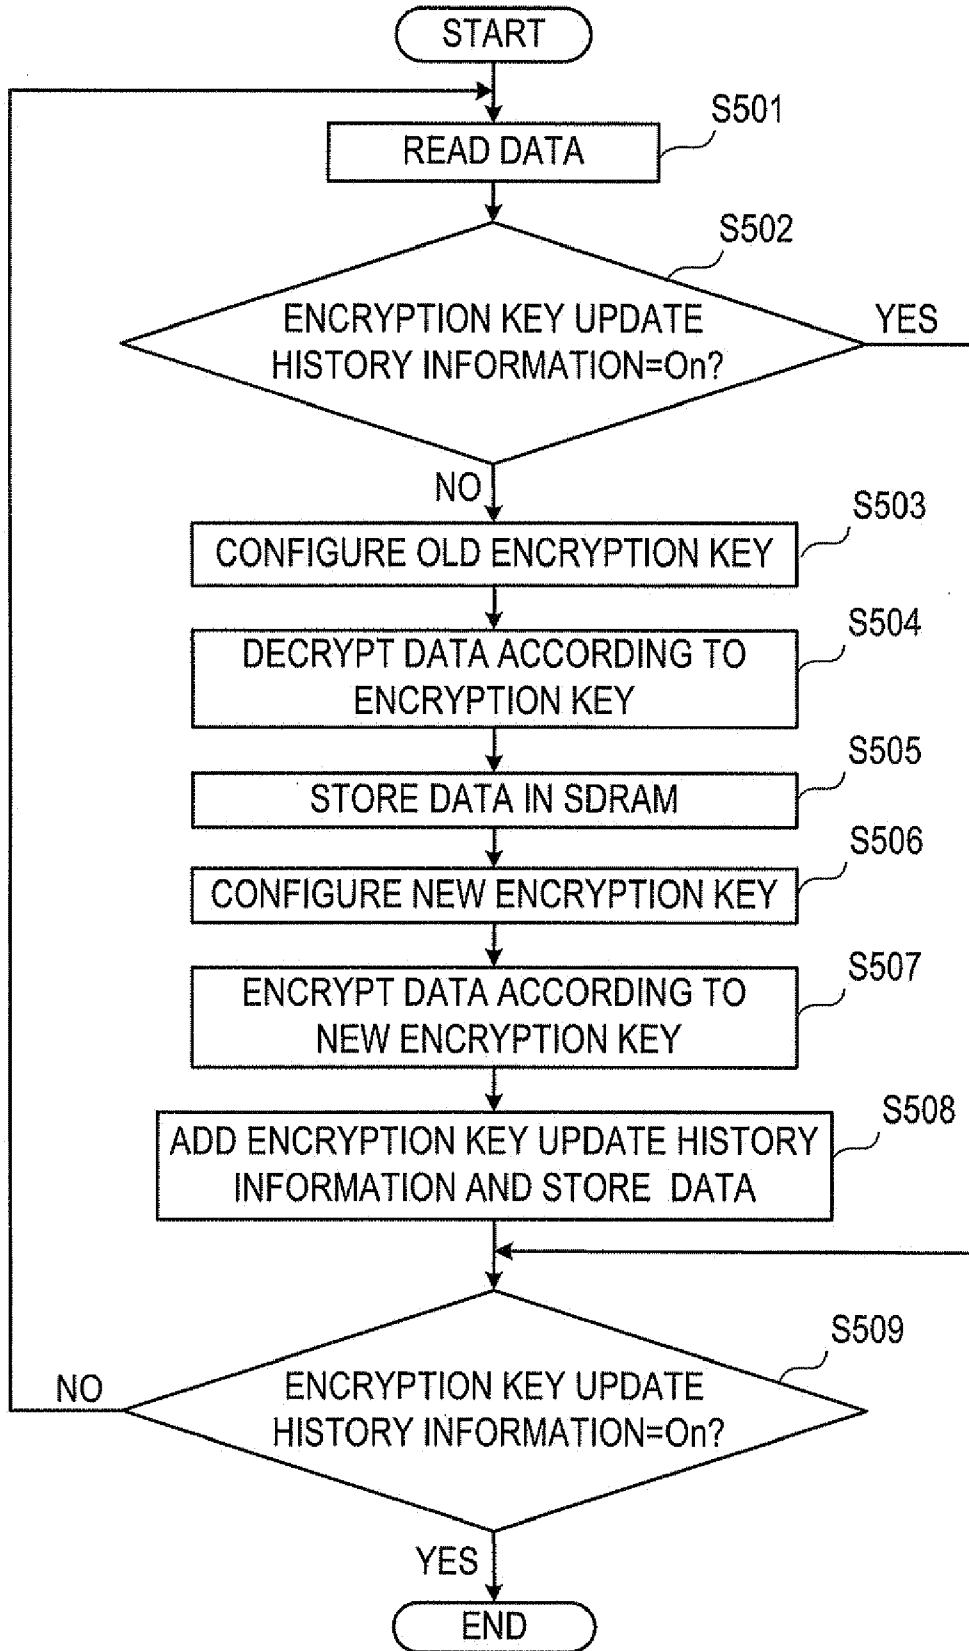 START
S501
READ DATA
S502
ENCRYPTION KEY UPDATE
HISTORY INFORMATION=On?
YES
NO
S503
CONFIGURE OLD ENCRYPTION KEY
S504
DECRYPT DATA ACCORDING TO
ENCRYPTION KEY
S505
STORE DATA IN SDRAM
S506
CONFIGURE NEW ENCRYPTION KEY
S507
ENCRYPT DATA ACCORDING TO
NEW ENCRYPTION KEY
S508
ADD ENCRYPTION KEY UPDATE HISTORY
INFORMATION AND STORE DATA
S509
NO
ENCRYPTION KEY UPDATE
HISTORY INFORMATION=On?
YES
END